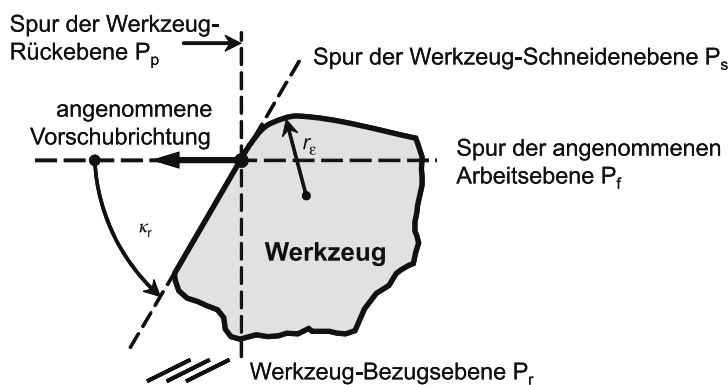 Spur der Werkzeug-
Rückebene Pp
Spur der Werkzeug-Schneidenebene Ps
angenommene
Vorschubrichtung
rε
Spur der angenommenen
Arbeitsebene Pf
κr
Werkzeug
Werkzeug-Bezugsebene Pr